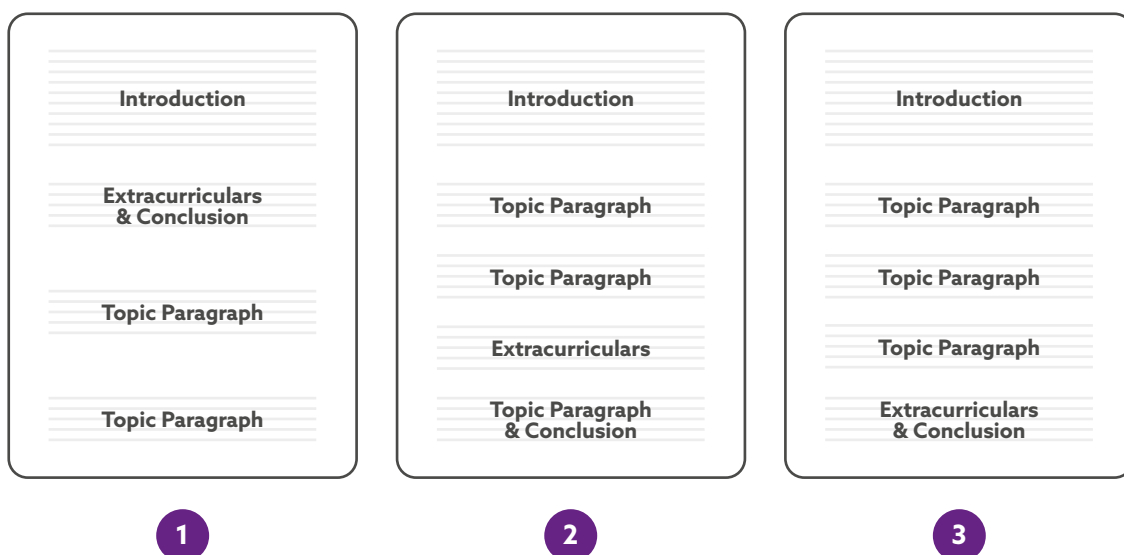 Introduction
Extracurriculars
& Conclusion
Topic Paragraph
Topic Paragraph
1
Introduction
Topic Paragraph
Topic Paragraph
Extracurriculars
Topic Paragraph
& Conclusion
2
Introduction
Topic Paragraph
Topic Paragraph
Topic Paragraph
Extracurriculars
& Conclusion
3